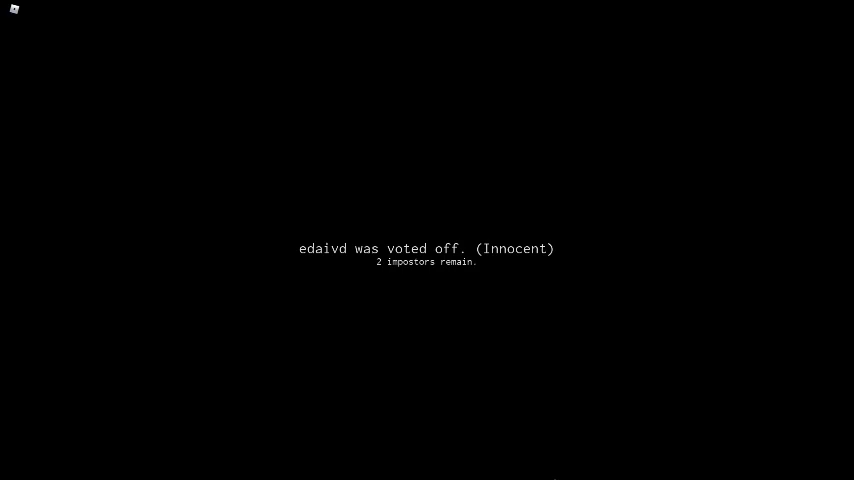 edaivd was voted off. (Innocent)
2 impostors remain.